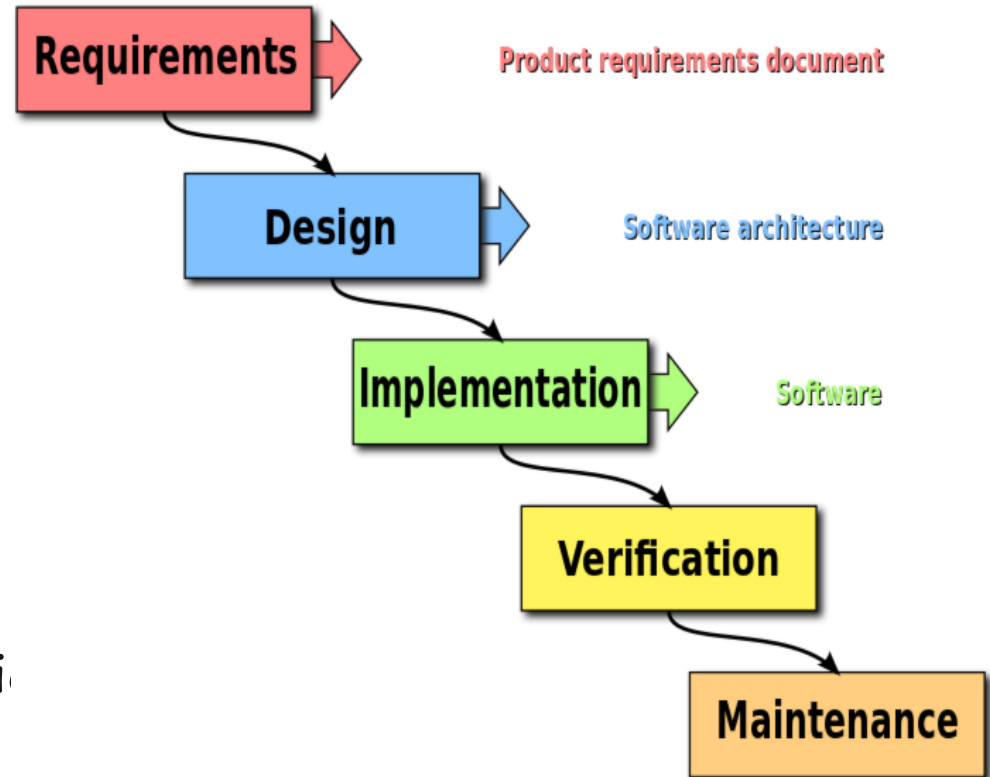 Requirements
Product requirements document
Design
Software architecture
Implementation
Software
Verification
Maintenance